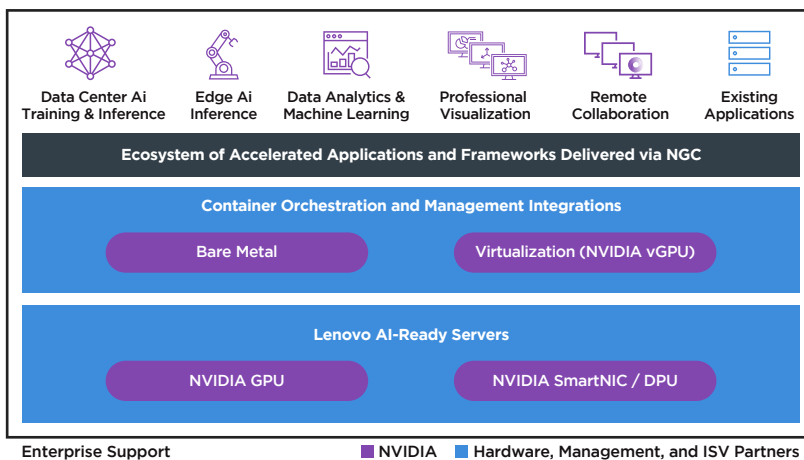 Data Center Ai
Training & Inference
Edge Ai
Inference
Data Analytics &
Machine Learning
Professional
Visualization
Remote
Collaboration
Existing
Applications
Ecosystem of Accelerated Applications and Frameworks Delivered via NGC
Container Orchestration and Management Integrations
Bare Metal
Virtualization (NVIDIA vGPU)
Lenovo AI-Ready Servers
NVIDIA GPU
NVIDIA SmartNIC / DPU
Enterprise Support
NVIDIA
Hardware, Management, and ISV Partners